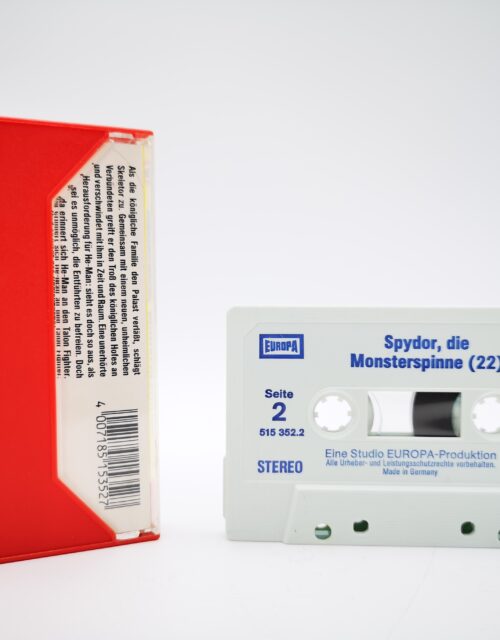 Als die königliche Familie den Palast verläßt, schlägt
Skeletor zu. Gemeinsam mit einem neuen, unheimlichen
Verbündeten greift er den Troß des königlichen Hofes an
und verschwindet mit ihm in Zeit und Raum. Eine unerhörte
Herausforderung für He-Man: sieht es doch so aus, als
sei es unmöglich, die Entführten zu befreien. Doch
da erinnert sich He-Man an den Talon Fighter.
4 007185 153527
EUROPA
Spydor, die
Monsterspinne (22)
Seite
2
515 352.2
STEREO
Eine Studio EUROPA-Produktion
Alle Urheber- und Leistungsschutzrechte vorbehalten.
Made in Germany